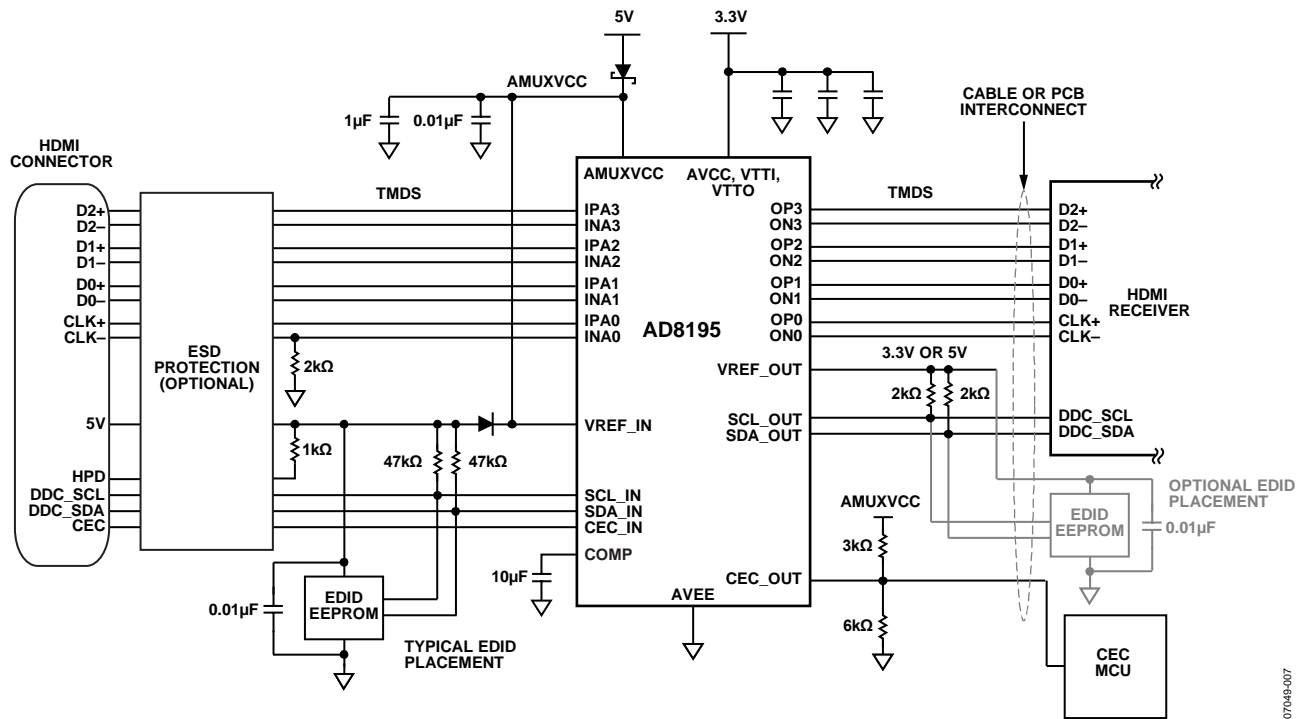 5V
3.3V
AMUXVCC
1µF
0.01µF
CABLE OR PCB
INTERCONNECT
HDMI
CONNECTOR
D2+
D2–
D1+
D1–
D0+
D0–
CLK+
CLK–
5V
HPD
DDC_SCL
DDC_SDA
CEC
ESD
PROTECTION
(OPTIONAL)
TMDS
2kΩ
1kΩ
47kΩ
47kΩ
0.01µF
EDID
EEPROM
TYPICAL EDID
PLACEMENT
10µF
AMUXVCC
AVCC, VTTI,
VTTO
IPA3
INA3
IPA2
INA2
IPA1
INA1
IPA0
INA0
VREF_IN
SCL_IN
SDA_IN
CEC_IN
COMP
AD8195
AVEE
OP3
ON3
OP2
ON2
OP1
ON1
OP0
ON0
VREF_OUT
SCL_OUT
SDA_OUT
CEC_OUT
TMDS
3.3V OR 5V
2kΩ
2kΩ
AMUXVCC
3kΩ
6kΩ
D2+
D2–
D1+
D1–
D0+
D0–
CLK+
CLK–
DDC_SCL
DDC_SDA
HDMI
RECEIVER
OPTIONAL EDID
PLACEMENT
EDID
EEPROM
0.01µF
CEC
MCU
07049-007